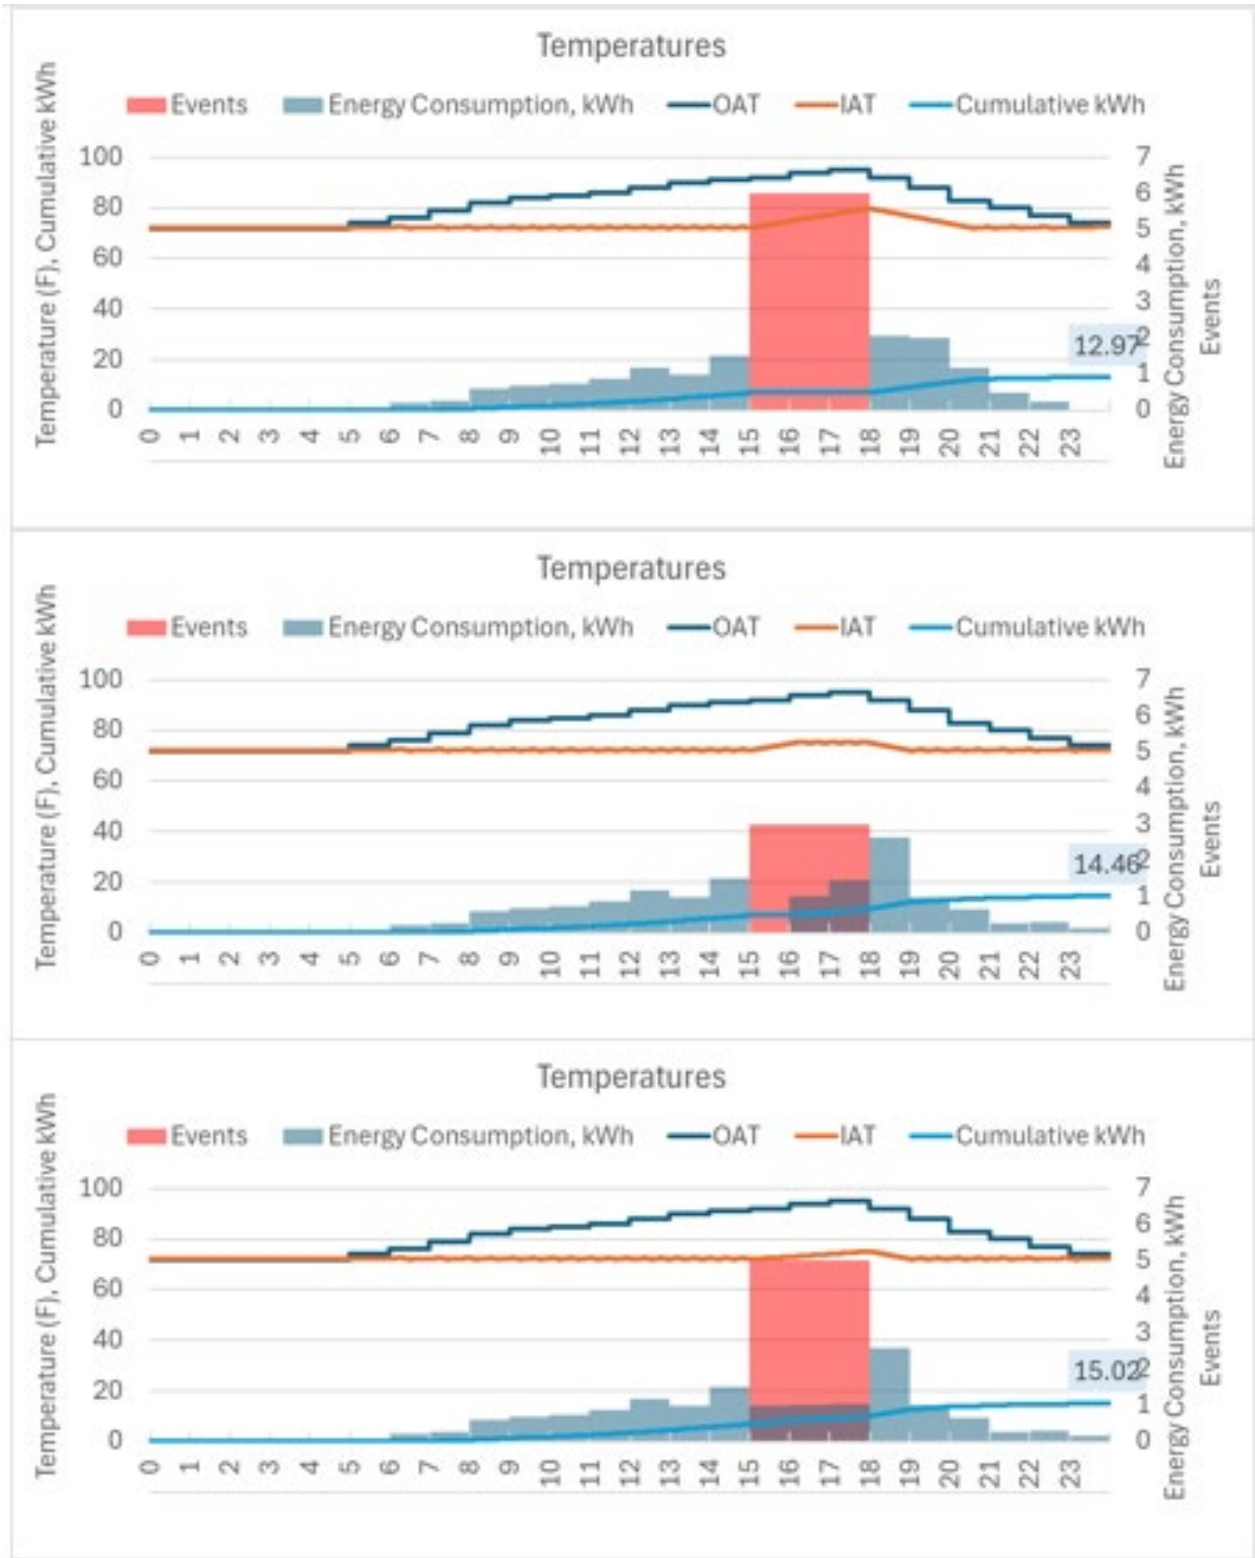 Temperatures
Events Energy Consumption, kWh OAT IAT Cumulative kWh
Temperature (F), Cumulative kWh
100
80
60
40
20
0
7
6
5
4
3
2
1
0
Energy Consumption, kWh
Events
12.97
0 1 2 3 4 5 6 7 8 9 10 11 12 13 14 15 16 17 18 19 20 21 22 23
Temperatures
Events Energy Consumption, kWh OAT IAT Cumulative kWh
Temperature (F), Cumulative kWh
100
80
60
40
20
0
7
6
5
4
3
2
1
0
Energy Consumption, kWh
Events
14.46
0 1 2 3 4 5 6 7 8 9 10 11 12 13 14 15 16 17 18 19 20 21 22 23
Temperatures
Events Energy Consumption, kWh OAT IAT Cumulative kWh
Temperature (F), Cumulative kWh
100
80
60
40
20
0
7
6
5
4
3
2
1
0
Energy Consumption, kWh
Events
15.02
0 1 2 3 4 5 6 7 8 9 10 11 12 13 14 15 16 17 18 19 20 21 22 23